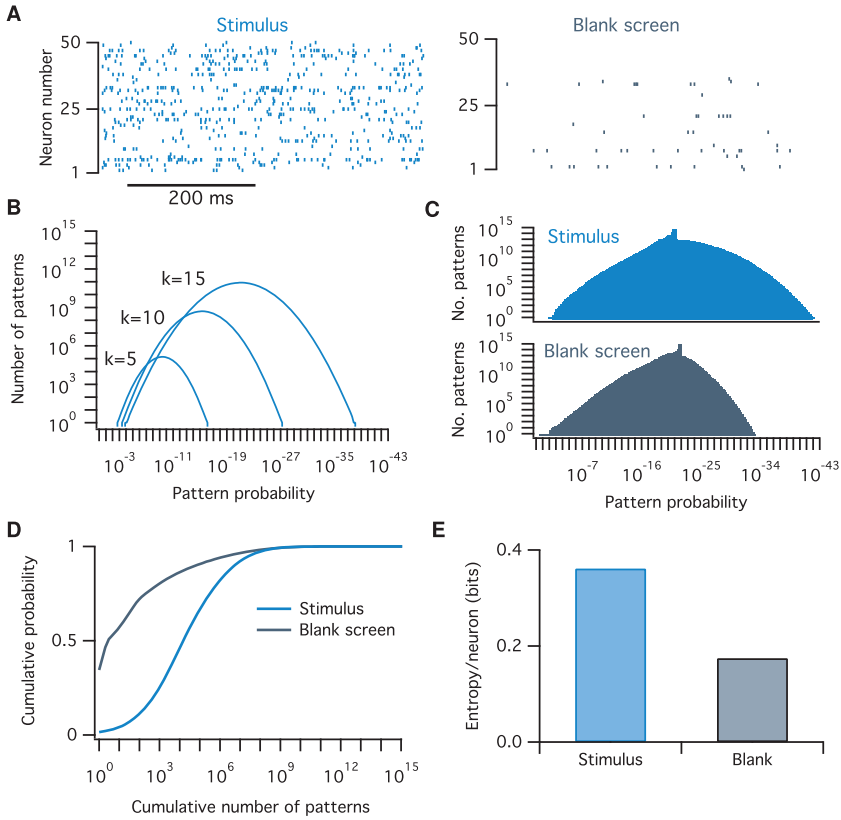 A
Stimulus
Blank screen
Neuron number
50
25
1
200 ms
50
25
1
B
Number of patterns
10^15
10^12
10^9
10^6
10^3
10^0
k=15
k=10
k=5
10^-3 10^-11 10^-19 10^-27 10^-35 10^-43
Pattern probability
C
No. patterns
10^15
10^10
10^5
10^0
Stimulus
No. patterns
10^15
10^10
10^5
10^0
Blank screen
10^-7 10^-16 10^-25 10^-34 10^-43
Pattern probability
D
Cumulative probability
1
0.5
0
Stimulus
Blank screen
10^0 10^3 10^6 10^9 10^12 10^15
Cumulative number of patterns
E
Entropy/neuron (bits)
0.4
0.2
0.0
Stimulus Blank